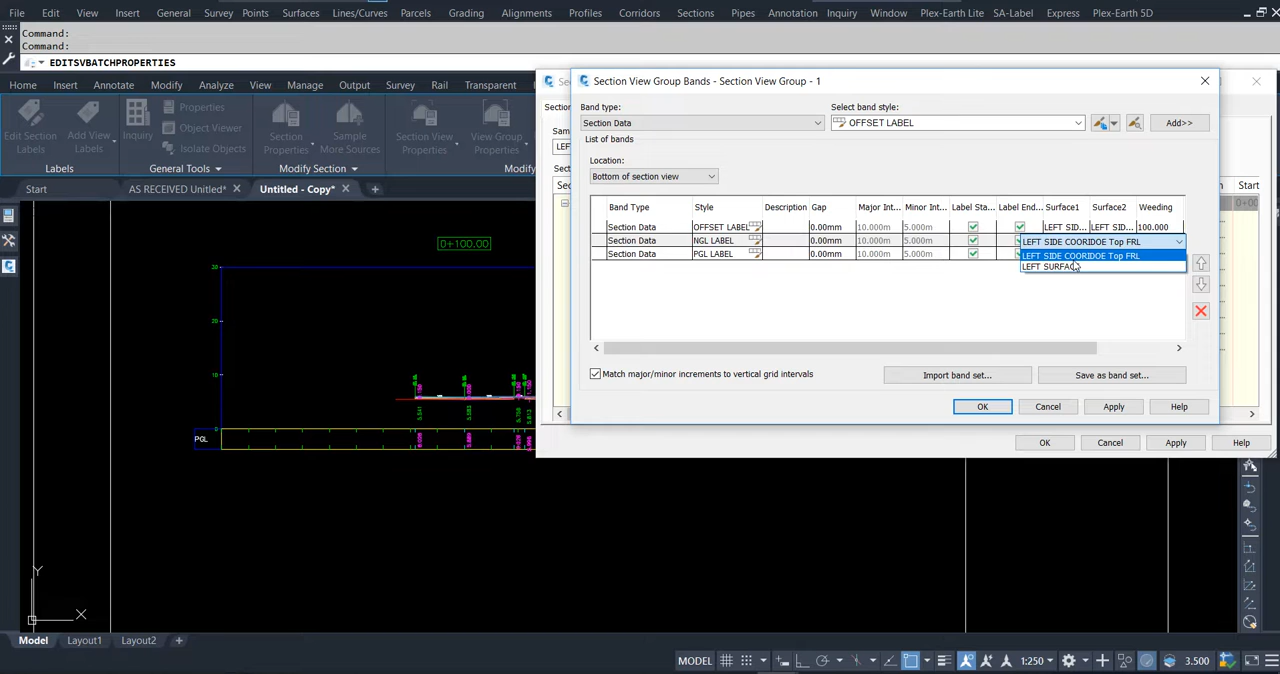 File Edit View Insert General Survey Points Surfaces Lines/Curves Parcels Grading Alignments Profiles Corridors Sections Pipes Annotation Inquiry Window Plex-Earth Lite SA-Label Express Plex-Earth 5D
Command:
Command:
EDITSVBATCHPROPERTIES
Home Insert Annotate Modify Analyze View Manage Output Survey Rail Transparent
Edit Section Labels
Add View Labels
Inquiry
Properties
Object Viewer
Isolate Objects
Section Properties
Sample More Sources
Section View Properties
View Group Properties
Labels General Tools Modify Section Modify
Start AS RECEIVED Untitled* Untitled - Copy*
Section View Group Bands - Section View Group - 1
Band type:
Section Data
Select band style:
OFFSET LABEL
Add>>
List of bands
Location:
Bottom of section view
Band Type Style Description Gap Major Int... Minor Int... Label Sta... Label End... Surface1 Surface2 Weeding
Section Data OFFSET LABEL 0.00mm 10.000m 5.000m LEFT SID... LEFT SID... 100.000
Section Data NGL LABEL 0.00mm 10.000m 5.000m LEFT SIDE COORIDOE Top FRL
Section Data PGL LABEL 0.00mm 10.000m 5.000m LEFT SIDE COORIDOE Top FRL
Match major/minor increments to vertical grid intervals
Import band set...
Save as band set...
OK Cancel Apply Help
OK Cancel Apply Help
Start
0+100.00
30
20
10
0
PGL
Y
X
Model Layout1 Layout2
MODEL 1:250 3.500